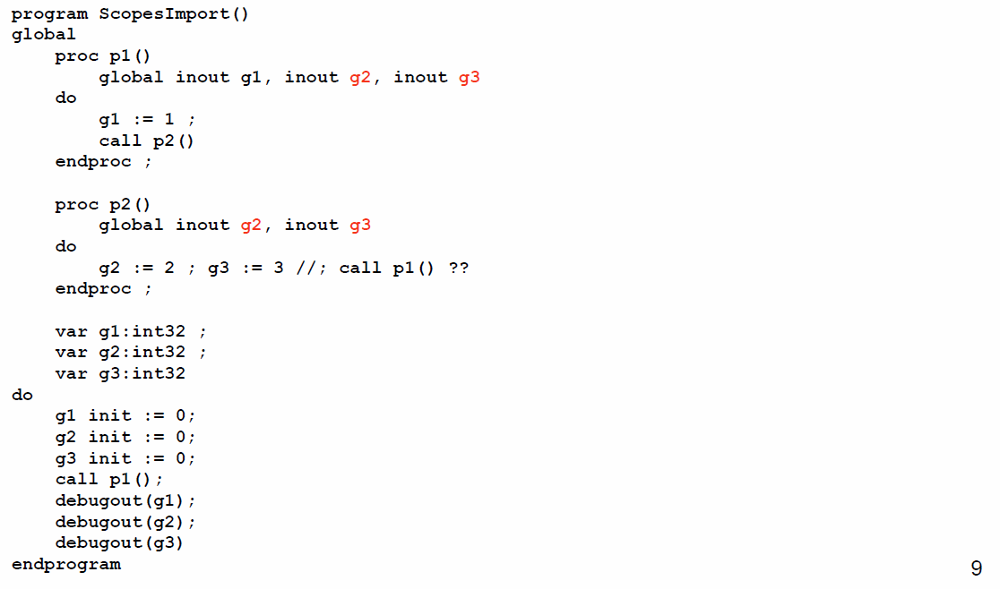 program ScopesImport()
global
    proc p1()
        global inout g1, inout g2, inout g3
    do
        g1 := 1 ;
        call p2()
    endproc ;

    proc p2()
        global inout g2, inout g3
    do
        g2 := 2 ; g3 := 3 //; call p1() ??
    endproc ;

    var g1:int32 ;
    var g2:int32 ;
    var g3:int32
do
    g1 init := 0;
    g2 init := 0;
    g3 init := 0;
    call p1();
    debugout(g1);
    debugout(g2);
    debugout(g3)
endprogram
9